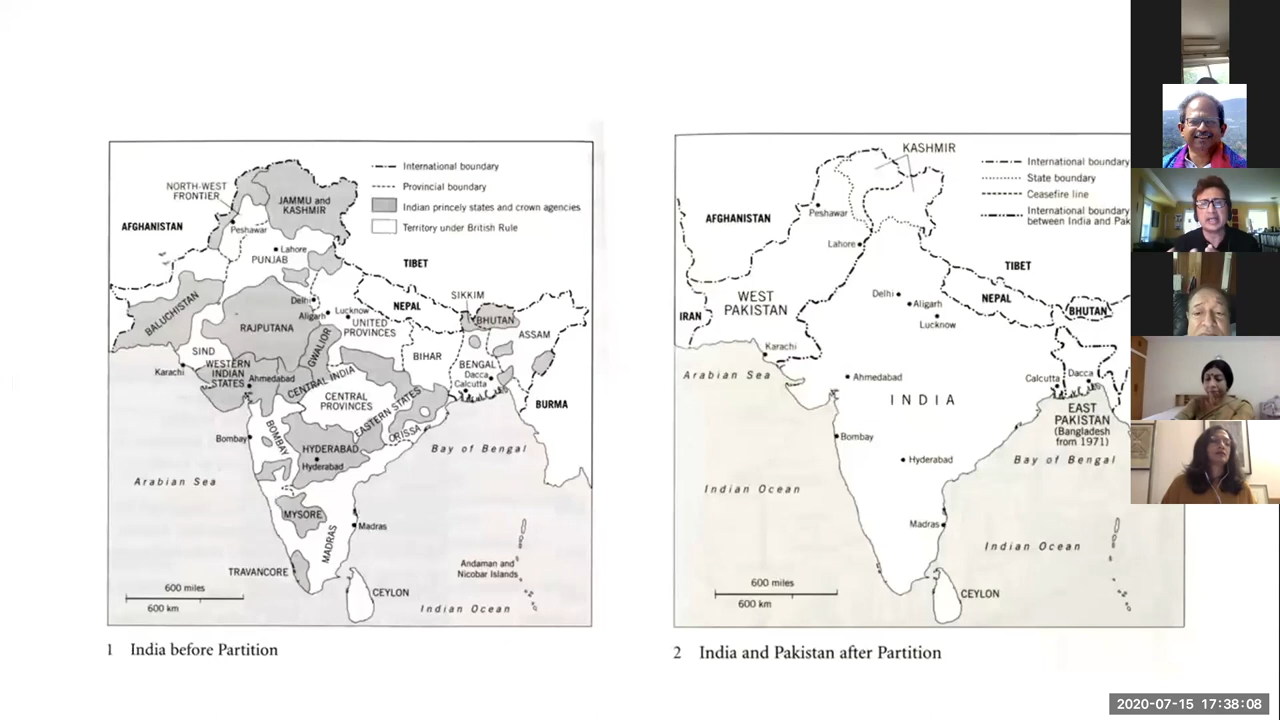 International boundary
Provincial boundary
Indian princely states and crown agencies
Territory under British Rule
NORTH-WEST
FRONTIER
JAMMU and
KASHMIR
AFGHANISTAN
Peshawar
Lahore
PUNJAB
TIBET
BALUCHISTAN
Delhi
NEPAL
SIKKIM
BHUTAN
Aligarh
Lucknow
RAJPUTANA
UNITED
PROVINCES
GWALIOR
ASSAM
SIND
BIHAR
WESTERN
INDIAN
STATES
Karachi
Ahmedabad
CENTRAL INDIA
BENGAL
Dacca
Calcutta
CENTRAL
PROVINCES
EASTERN STATES
BURMA
BOMBAY
ORISSA
Bombay
HYDERABAD
Hyderabad
Bay of Bengal
Arabian Sea
MYSORE
MADRAS
Madras
TRAVANCORE
Andaman and
Nicobar Islands
CEYLON
600 miles
600 km
Indian Ocean
1 India before Partition
KASHMIR
International boundary
State boundary
Ceasefire line
International boundary
between India and Pak
AFGHANISTAN
Peshawar
Lahore
TIBET
IRAN
WEST
PAKISTAN
Delhi
Aligarh
Lucknow
NEPAL
BHUTAN
Karachi
Arabian Sea
Ahmedabad
Calcutta
Dacca
INDIA
EAST
PAKISTAN
(Bangladesh
from 1971)
Bombay
Hyderabad
Bay of Bengal
Indian Ocean
Madras
Indian Ocean
600 miles
600 km
CEYLON
2 India and Pakistan after Partition
2020-07-15 17:38:08